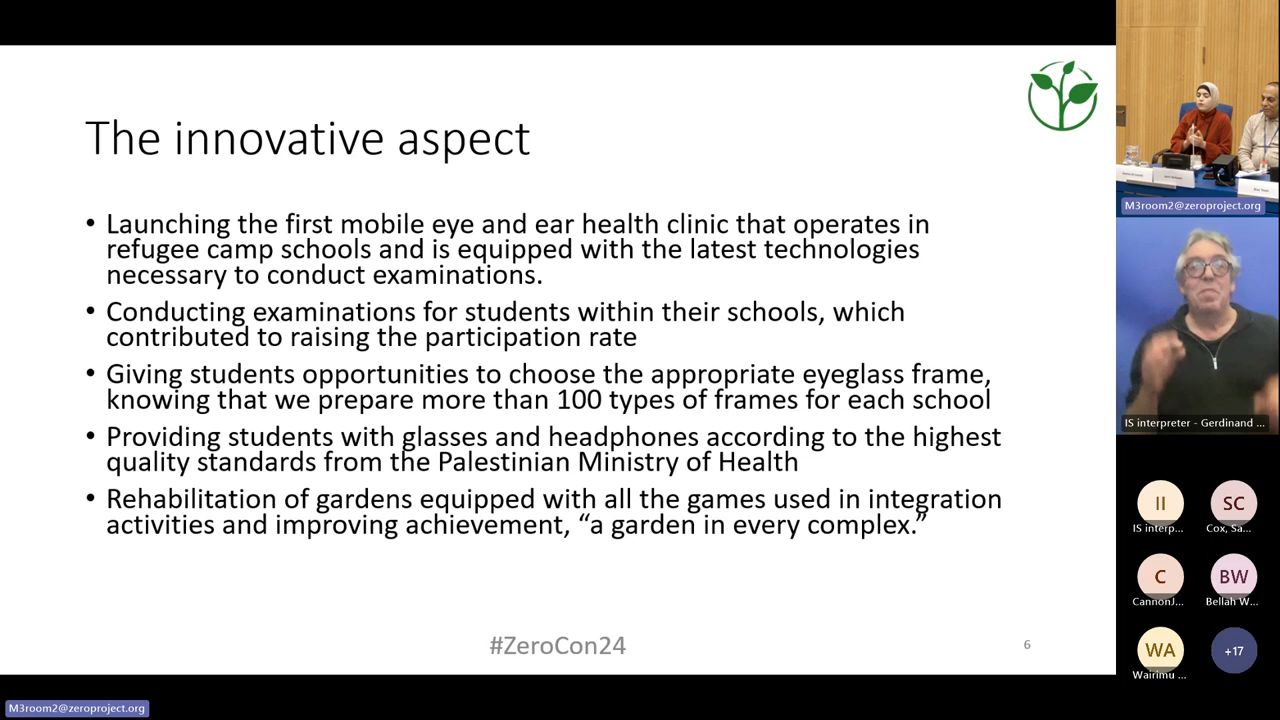 The innovative aspect
• Launching the first mobile eye and ear health clinic that operates in
refugee camp schools and is equipped with the latest technologies
necessary to conduct examinations.
• Conducting examinations for students within their schools, which
contributed to raising the participation rate
• Giving students opportunities to choose the appropriate eyeglass frame,
knowing that we prepare more than 100 types of frames for each school
• Providing students with glasses and headphones according to the highest
quality standards from the Palestinian Ministry of Health
• Rehabilitation of gardens equipped with all the games used in integration
activities and improving achievement, “a garden in every complex.”
#ZeroCon24
6
M3room2@zeroproject.org
M3room2@zeroproject.org
IS interpreter - Gerdinand ...
II
IS interp...
SC
Cox, Sa...
C
CannonJ...
BW
Bellah W...
WA
Wairimu ...
+17